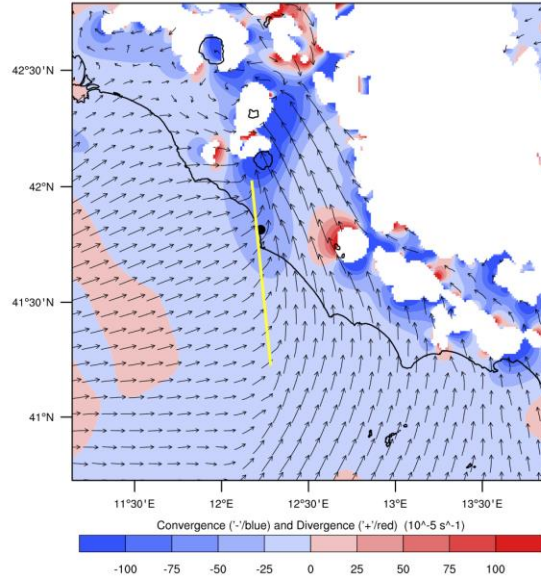 42°30'N
42°N
41°30'N
41°N
11°30'E 12°E 12°30'E 13°E 13°30'E
Convergence ('-'/blue) and Divergence ('+'/red) (10^-5 s^-1)
-100 -75 -50 -25 0 25 50 75 100